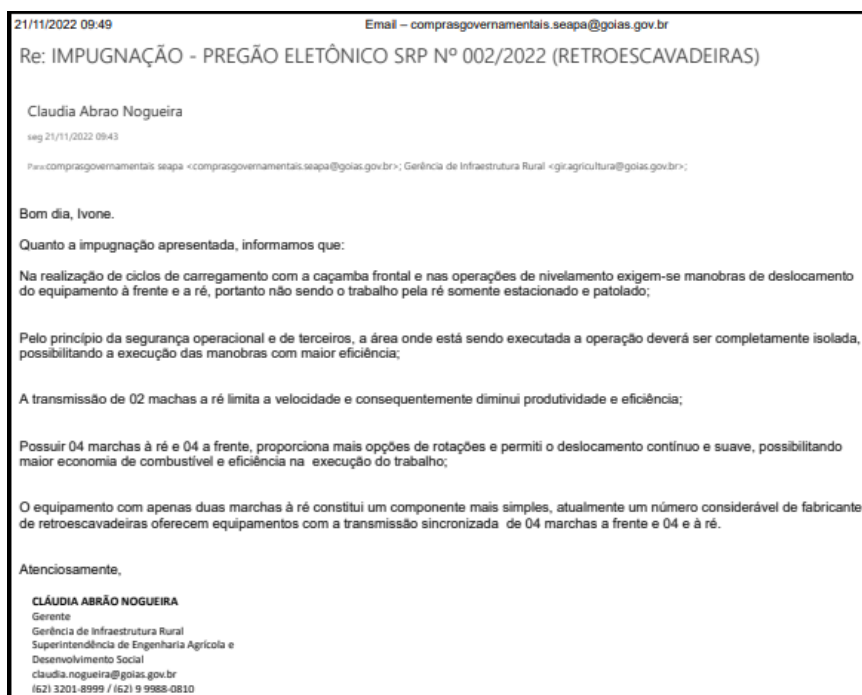 21/11/2022 09:49 Email – comprasgovernamentais.seapa@goias.gov.br
Re: IMPUGNAÇÃO - PREGÃO ELETÔNICO SRP Nº 002/2022 (RETROESCAVADEIRAS)
Claudia Abrao Nogueira
seg 21/11/2022 09:43
Para:comprasgovernamentais seapa <comprasgovernamentais.seapa@goias.gov.br>; Gerência de Infraestrutura Rural <gir.agricultura@goias.gov.br>;
Bom dia, Ivone.
Quanto a impugnação apresentada, informamos que:
Na realização de ciclos de carregamento com a caçamba frontal e nas operações de nivelamento exigem-se manobras de deslocamento
do equipamento à frente e a ré, portanto não sendo o trabalho pela ré somente estacionado e patolado;
Pelo princípio da segurança operacional e de terceiros, a área onde está sendo executada a operação deverá ser completamente isolada,
possibilitando a execução das manobras com maior eficiência;
A transmissão de 02 machas a ré limita a velocidade e consequentemente diminui produtividade e eficiência;
Possuir 04 marchas à ré e 04 a frente, proporciona mais opções de rotações e permiti o deslocamento contínuo e suave, possibilitando
maior economia de combustível e eficiência na execução do trabalho;
O equipamento com apenas duas marchas à ré constitui um componente mais simples, atualmente um número considerável de fabricante
de retroescavadeiras oferecem equipamentos com a transmissão sincronizada de 04 marchas a frente e 04 e à ré.
Atenciosamente,
CLÁUDIA ABRÃO NOGUEIRA
Gerente
Gerência de Infraestrutura Rural
Superintendência de Engenharia Agrícola e
Desenvolvimento Social
claudia.nogueira@goias.gov.br
(62) 3201-8999 / (62) 9 9988-0810